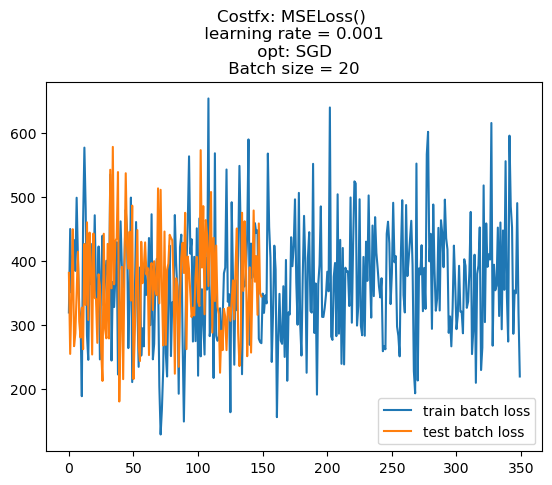 Costfx: MSELoss()
learning rate = 0.001
opt: SGD
Batch size = 20
600
500
400
300
200
0
50
100
150
200
250
300
350
train batch loss
test batch loss